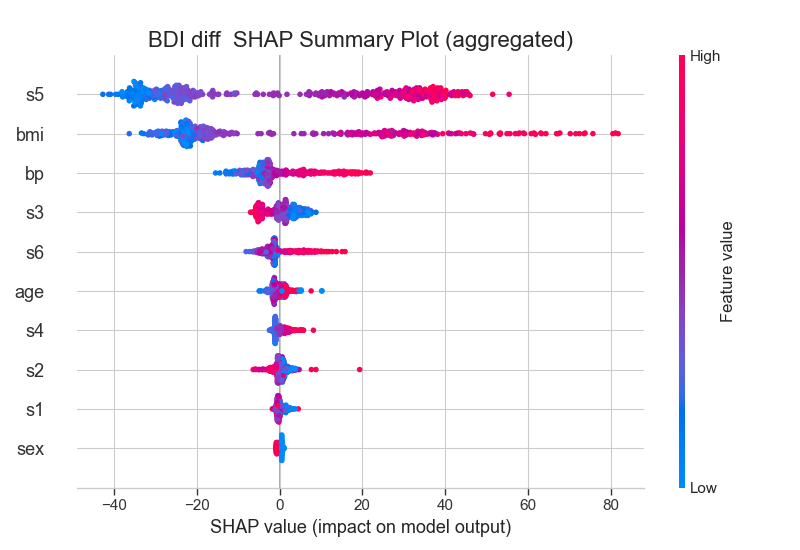 BDI diff  SHAP Summary Plot (aggregated)
High
s5
bmi
bp
s3
s6
age
s4
s2
s1
sex
Feature value
Low
−40 −20 0 20 40 60 80
SHAP value (impact on model output)